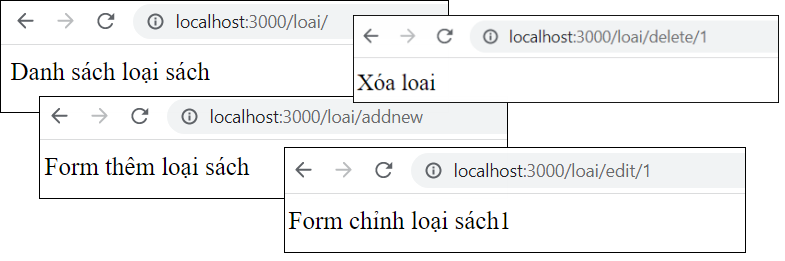 localhost:3000/loai/
Danh sách loại sách
localhost:3000/loai/delete/1
Xóa loai
localhost:3000/loai/addnew
Form thêm loại sách
localhost:3000/loai/edit/1
Form chỉnh loại sách1